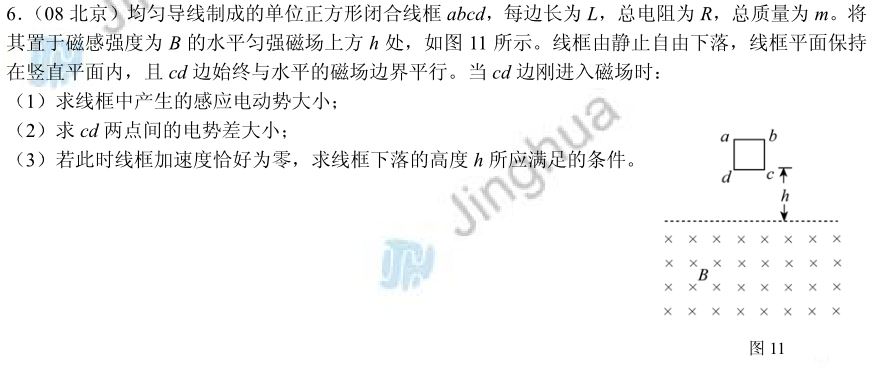 6.（08 北京）均匀导线制成的单位正方形闭合线框 abcd，每边长为 L，总电阻为 R，总质量为 m。将
其置于磁感强度为 B 的水平匀强磁场上方 h 处，如图 11 所示。线框由静止自由下落，线框平面保持
在竖直平面内，且 cd 边始终与水平的磁场边界平行。当 cd 边刚进入磁场时：
（1）求线框中产生的感应电动势大小；
（2）求 cd 两点间的电势差大小；
（3）若此时线框加速度恰好为零，求线框下落的高度 h 所应满足的条件。
Jinghua
a b
d c
h
B
图 11